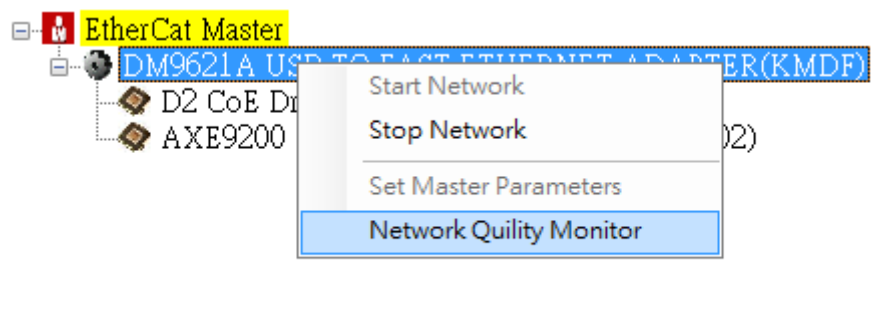 EtherCat Master
DM9621A USB TO FAST ETHERNET ADAPTER(KMDF)
D2 CoE Dr
AXE9200
02)
Start Network
Stop Network
Set Master Parameters
Network Quility Monitor